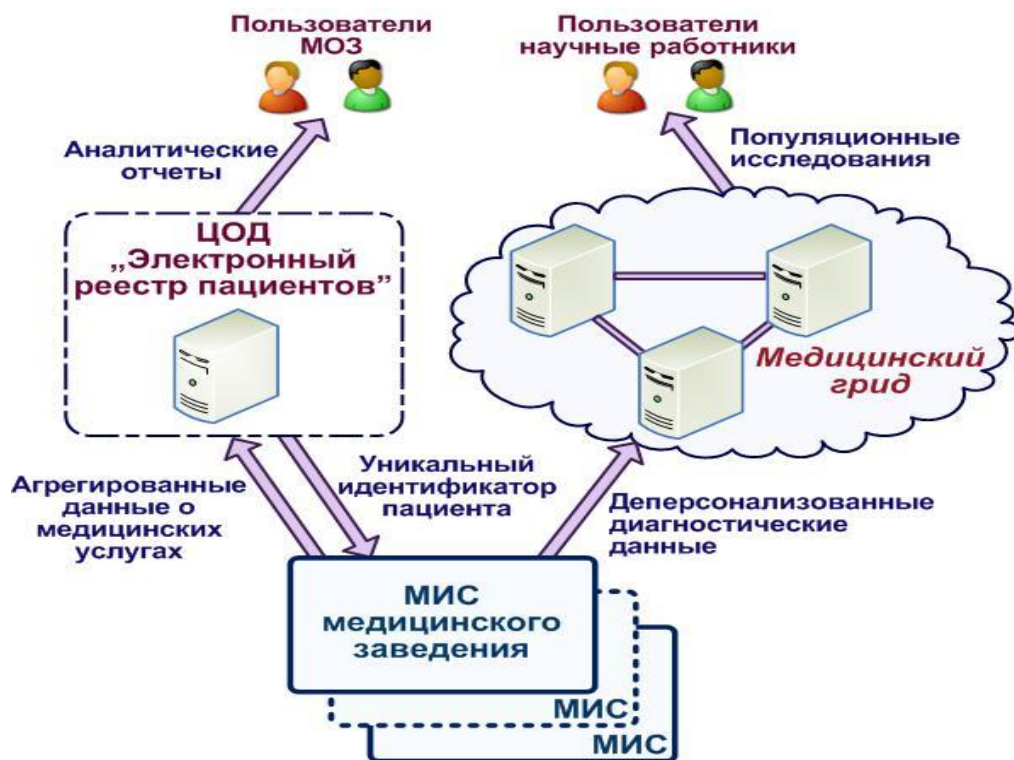 Пользователи
МОЗ
Пользователи
научные работники
Аналитические
отчеты
Популяционные
исследования
ЦОД
„Электронный
реестр пациентов”
Медицинский
грид
Агрегированные
данные о
медицинских
услугах
Уникальный
идентификатор
пациента
Деперсонализованные
диагностические
данные
МИС
медицинского
заведения
МИС
МИС